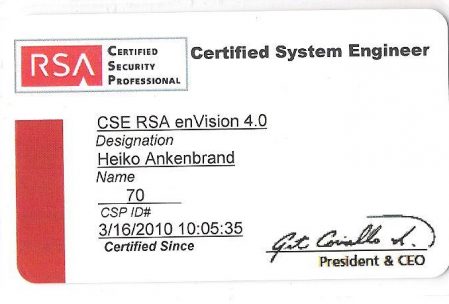 RSA CERTIFIED
SECURITY
PROFESSIONAL
Certified System Engineer
CSE RSA enVision 4.0
Designation
Heiko Ankenbrand
Name
70
CSP ID#
3/16/2010 10:05:35
Certified Since
President & CEO